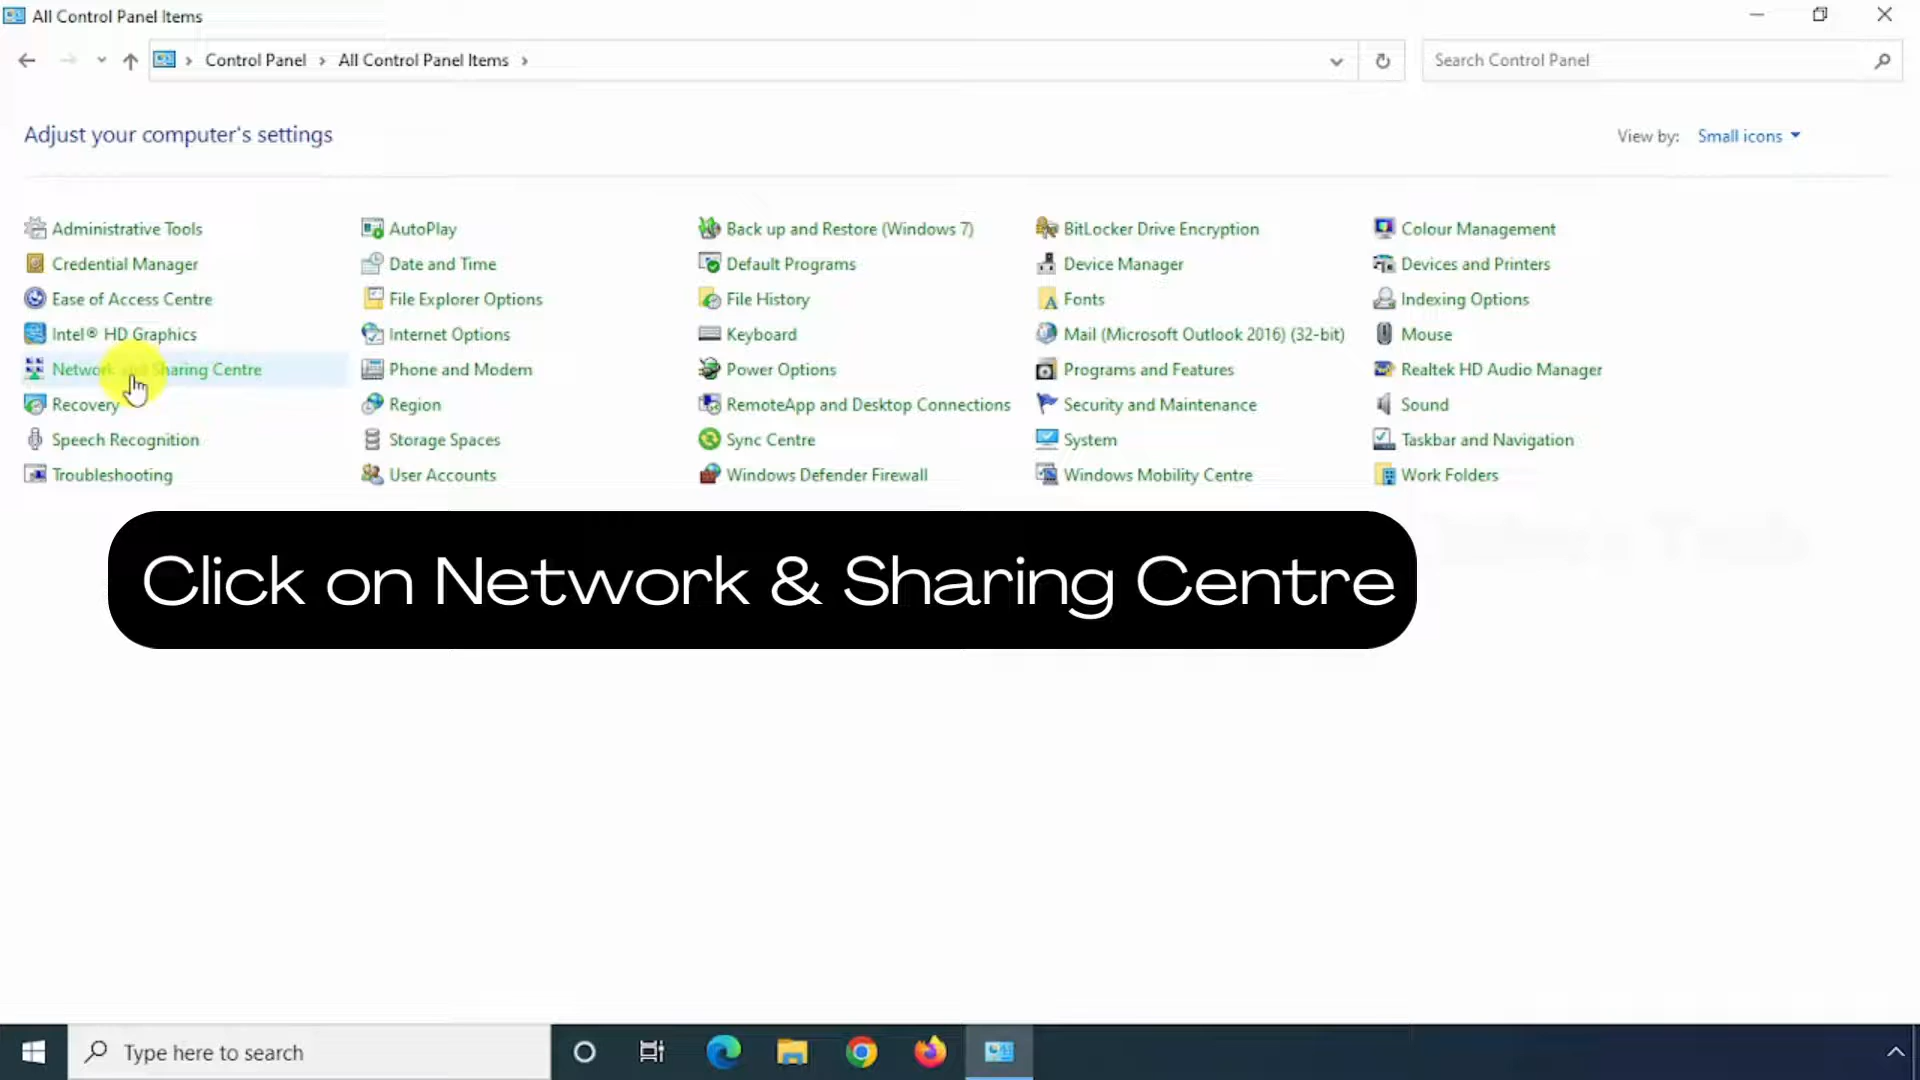 All Control Panel Items
Control Panel All Control Panel Items
Search Control Panel
Adjust your computer's settings
View by: Small icons
Administrative Tools
AutoPlay
Back up and Restore (Windows 7)
BitLocker Drive Encryption
Colour Management
Credential Manager
Date and Time
Default Programs
Device Manager
Devices and Printers
Ease of Access Centre
File Explorer Options
File History
Fonts
Indexing Options
Intel® HD Graphics
Internet Options
Keyboard
Mail (Microsoft Outlook 2016) (32-bit)
Mouse
Network and Sharing Centre
Phone and Modem
Power Options
Programs and Features
Realtek HD Audio Manager
Recovery
Region
RemoteApp and Desktop Connections
Security and Maintenance
Sound
Speech Recognition
Storage Spaces
Sync Centre
System
Taskbar and Navigation
Troubleshooting
User Accounts
Windows Defender Firewall
Windows Mobility Centre
Work Folders
Click on Network & Sharing Centre
Type here to search